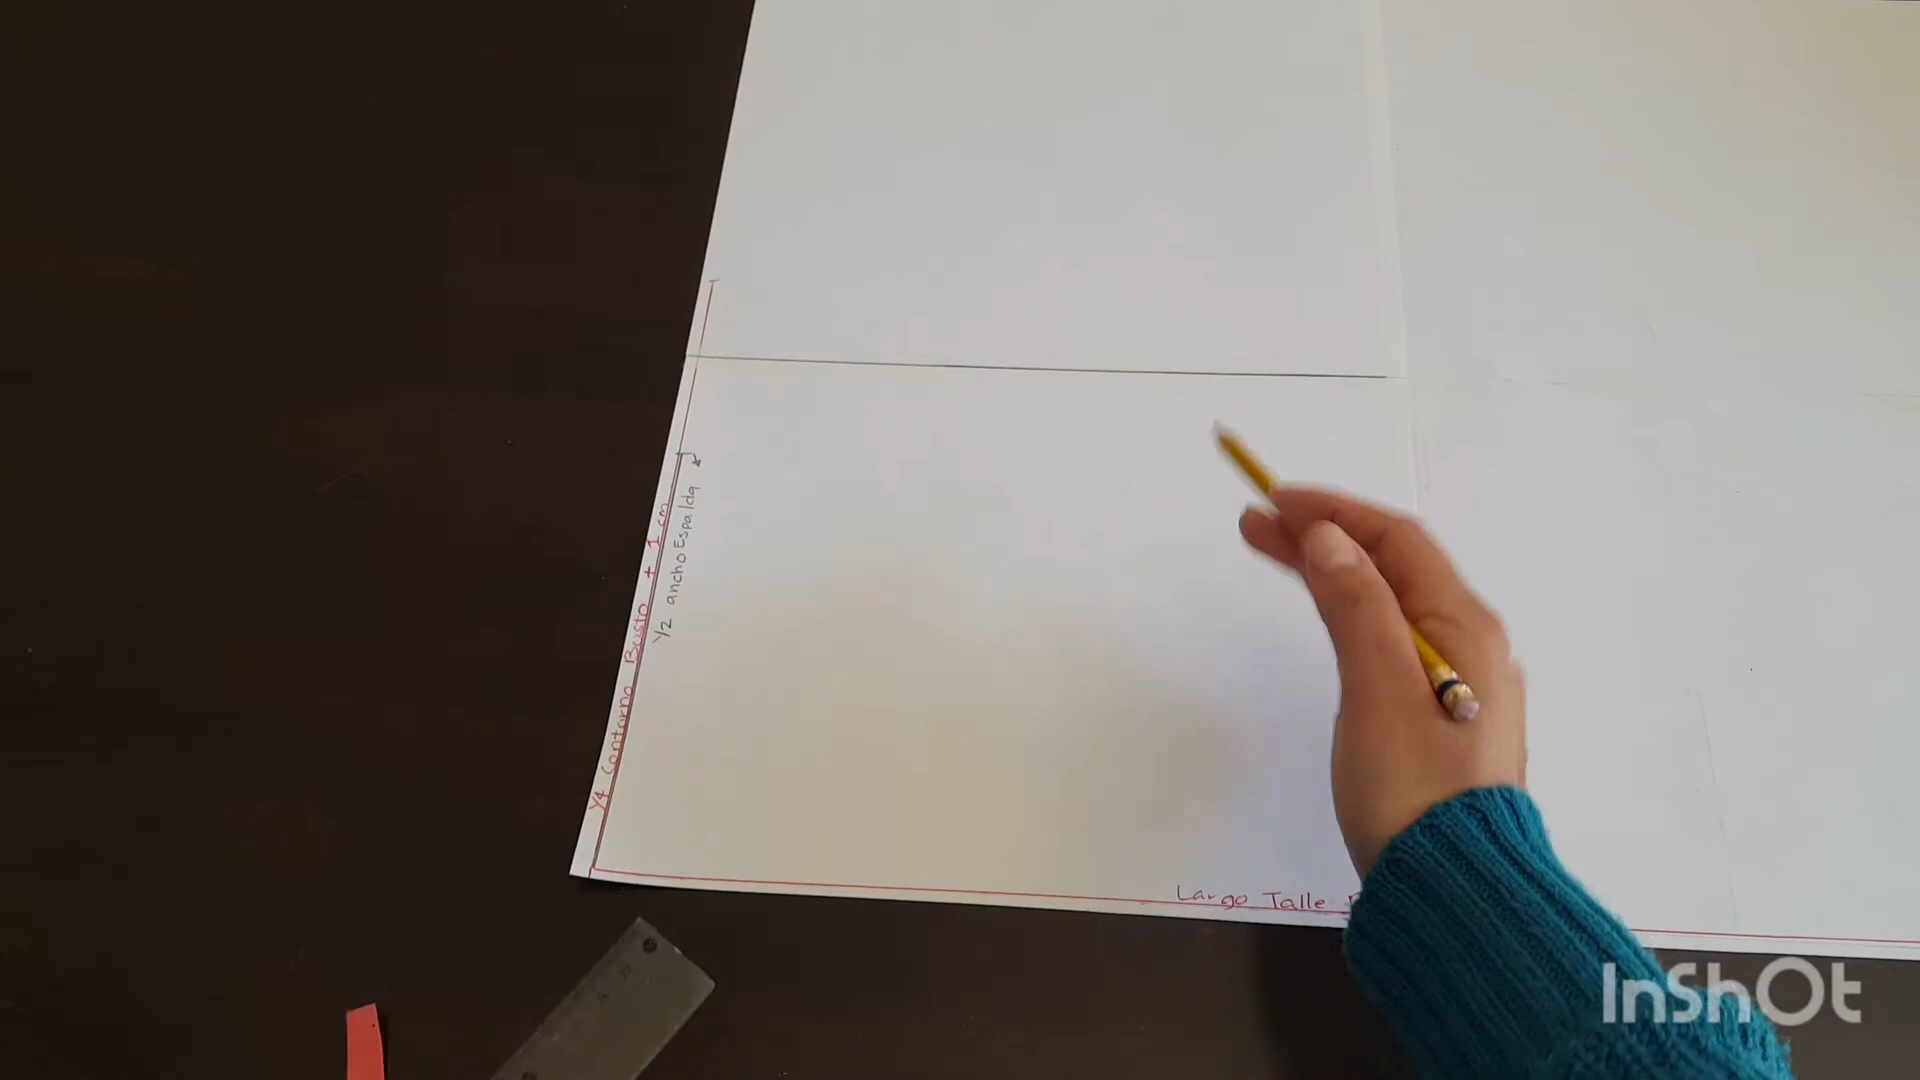 1/4 Contorno Busto + 1 cm
1/2 ancho Espalda
Largo Talle
InShOt